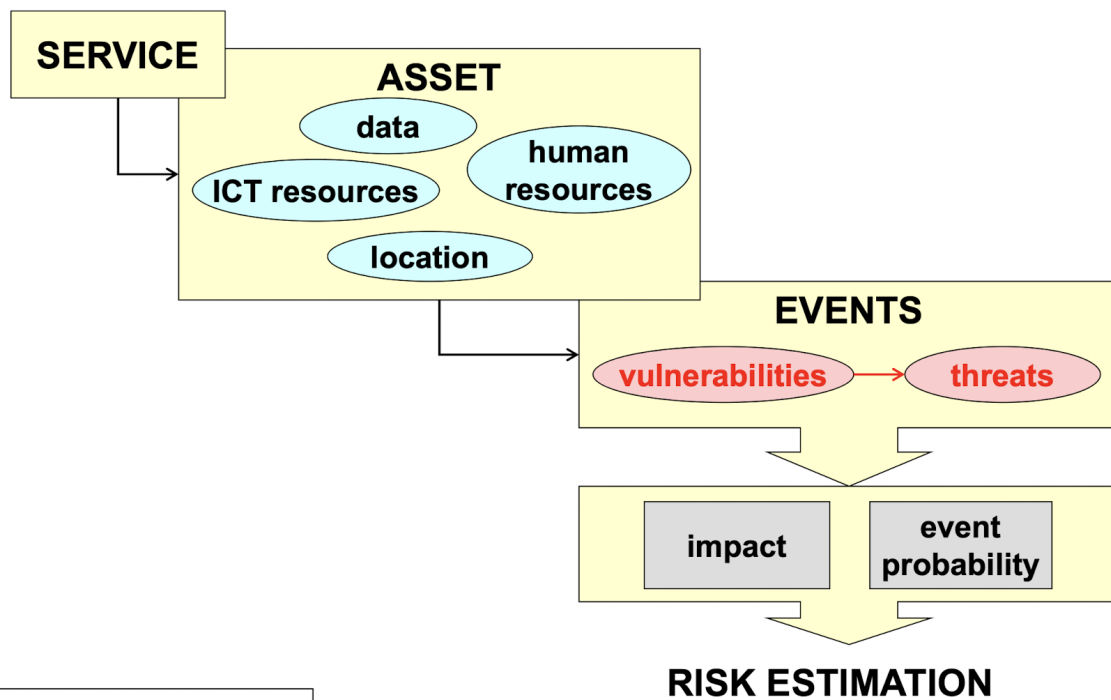 SERVICE
ASSET
data
human
resources
ICT resources
location
EVENTS
vulnerabilities
threats
impact
event
probability
RISK ESTIMATION